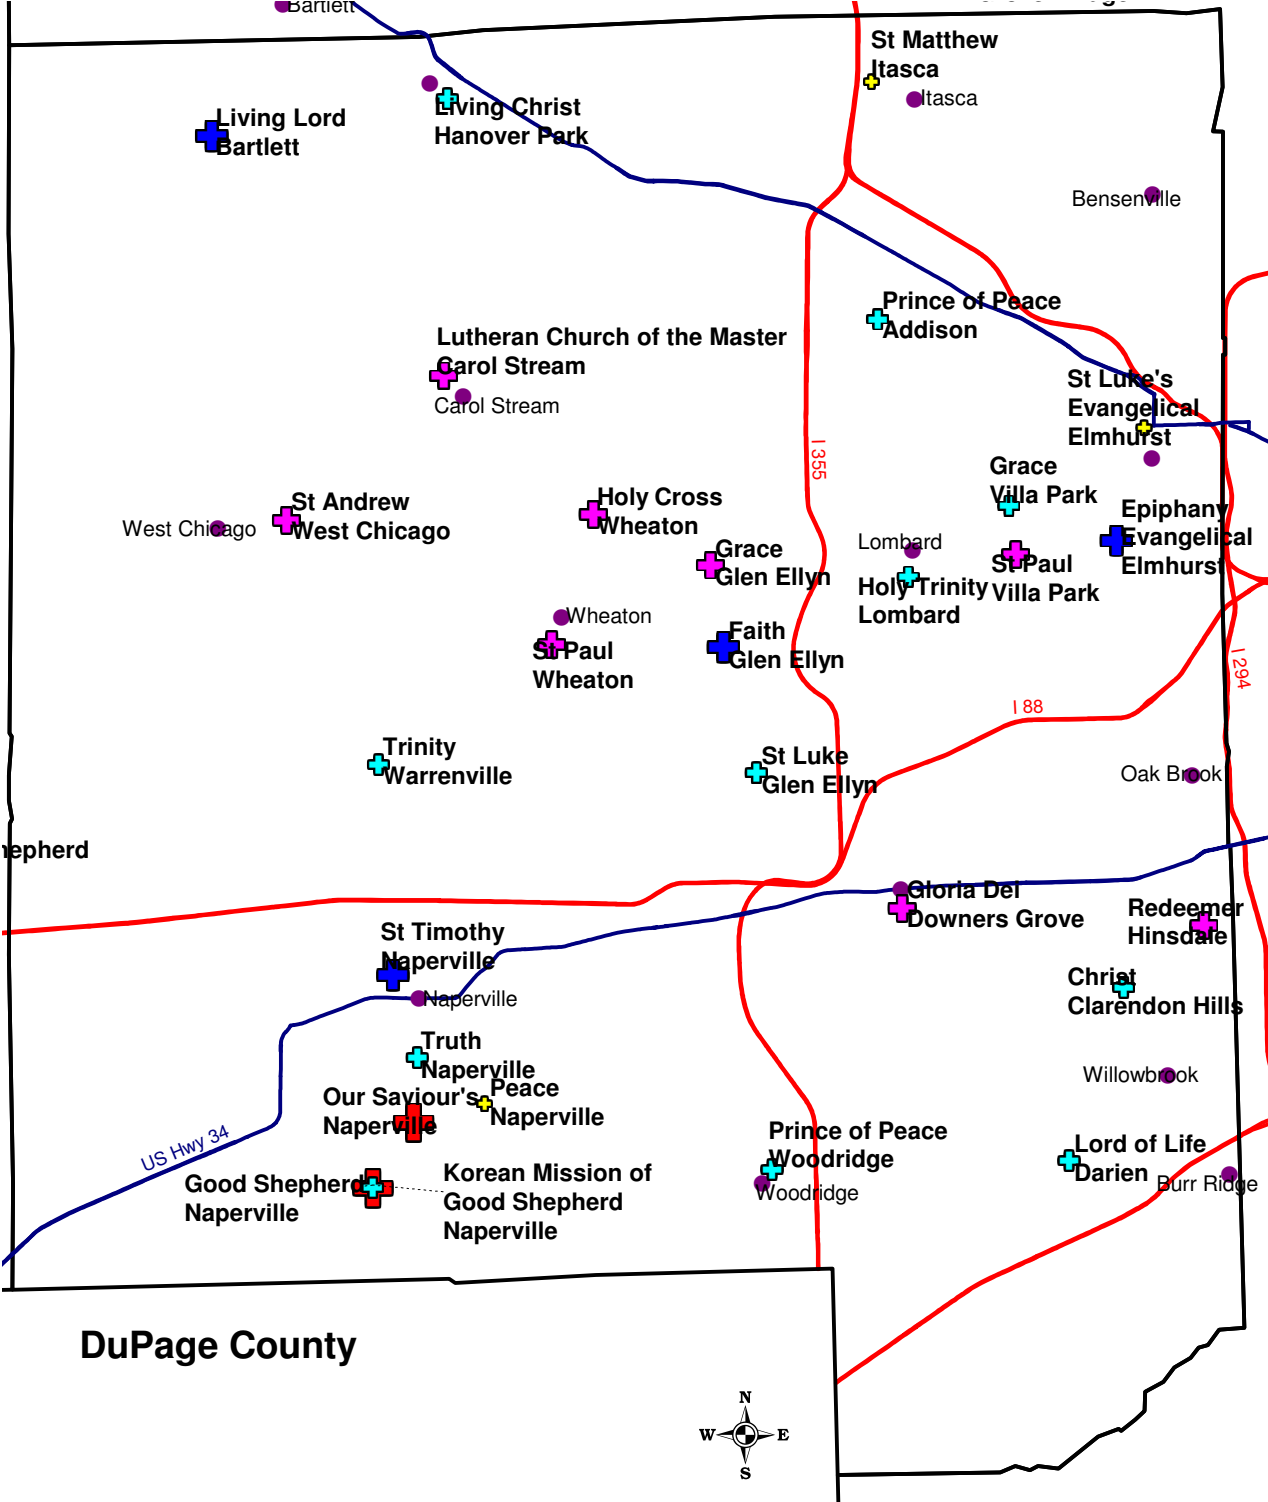 Bartlett
St Matthew
Itasca
Itasca
Living Christ
Hanover Park
Living Lord
Bartlett
Bensenville
Prince of Peace
Addison
Lutheran Church of the Master
Carol Stream
Carol Stream
St Luke's
Evangelical
Elmhurst
I 355
Grace
Villa Park
St Andrew
West Chicago
West Chicago
Holy Cross
Wheaton
Epiphany
Evangelical
Elmhurst
Lombard
Grace
Glen Ellyn
St Paul
Villa Park
Holy Trinity
Lombard
Wheaton
St Paul
Wheaton
Faith
Glen Ellyn
I 294
I 88
Trinity
Warrenville
St Luke
Glen Ellyn
Oak Brook
hepherd
Gloria Dei
Downers Grove
Redeemer
Hinsdale
St Timothy
Naperville
Naperville
Christ
Clarendon Hills
Truth
Naperville
Willowbrook
Our Saviour's
Naperville
Peace
Naperville
US Hwy 34
Prince of Peace
Woodridge
Woodridge
Lord of Life
Darien
Burr Ridge
Good Shepherd
Naperville
Korean Mission of
Good Shepherd
Naperville
DuPage County
N
W E
S